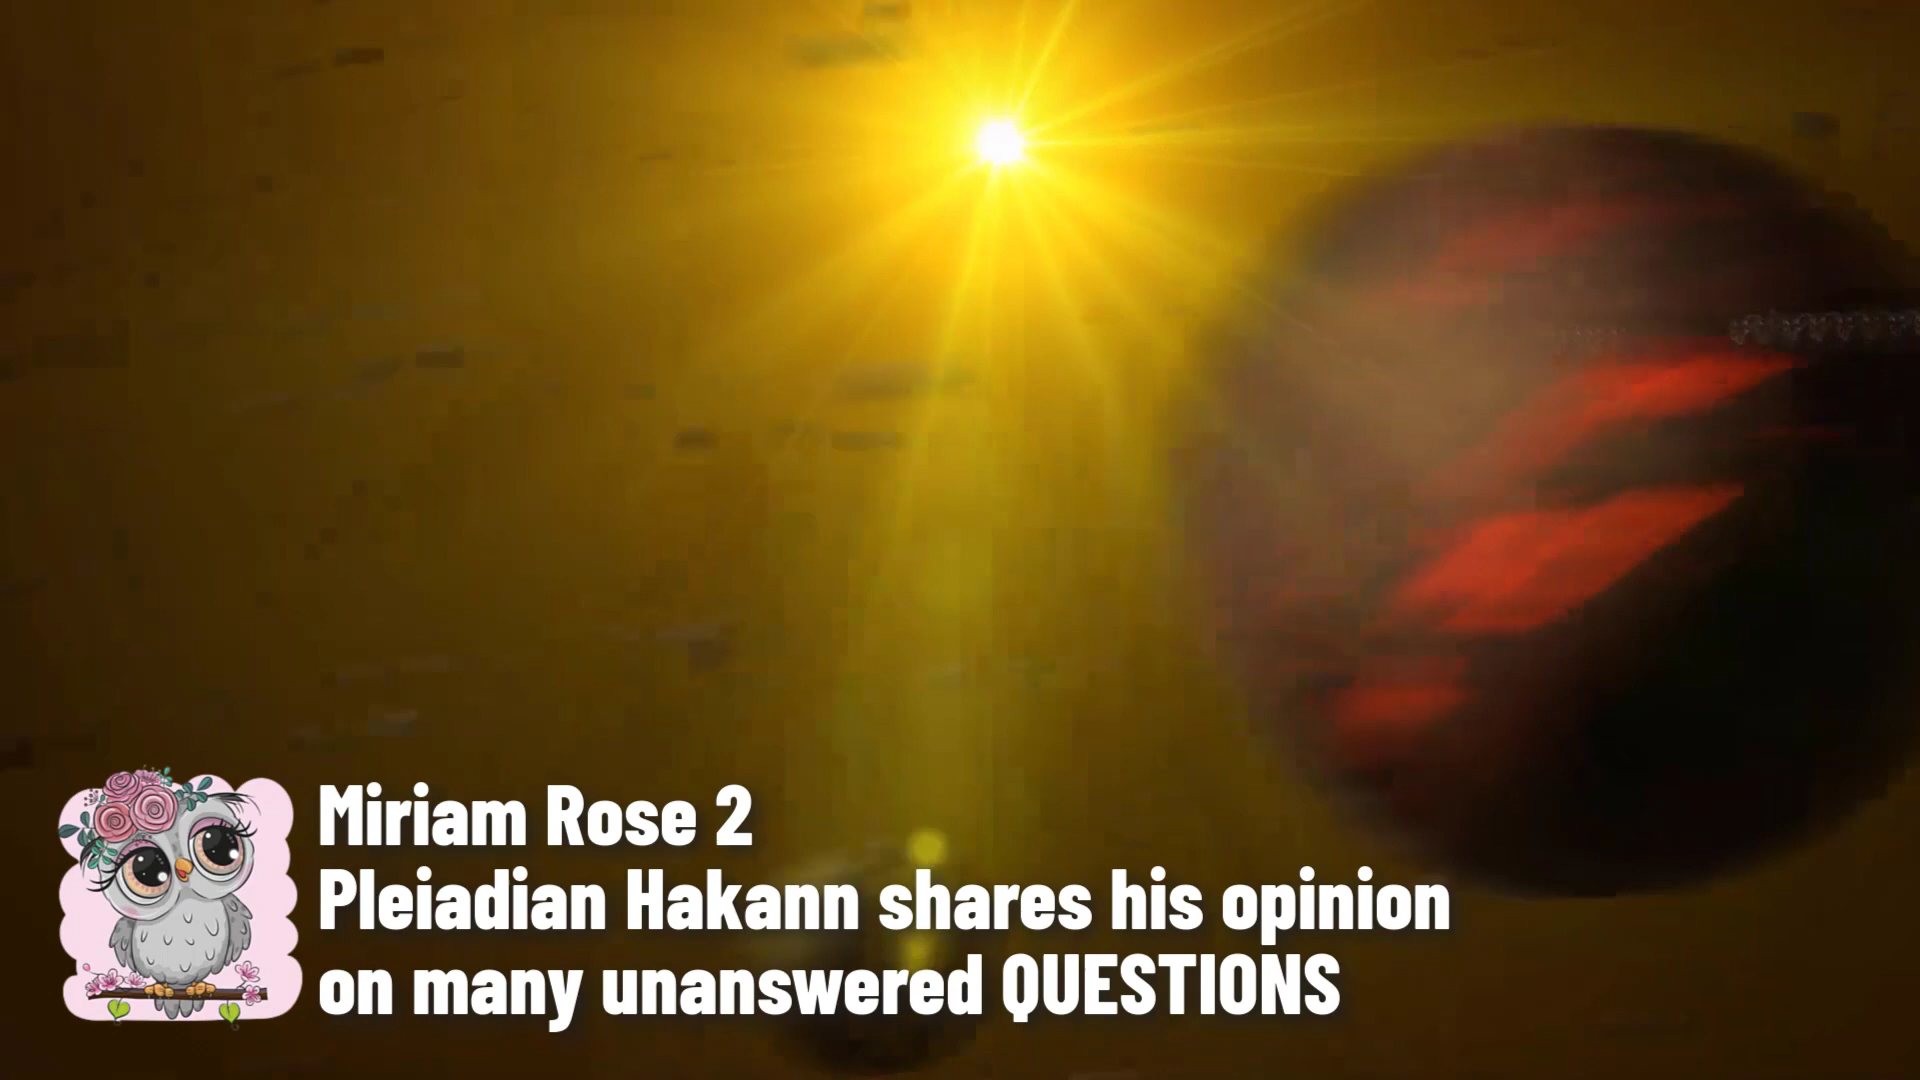 Miriam Rose 2
Pleiadian Hakann shares his opinion
on many unanswered QUESTIONS